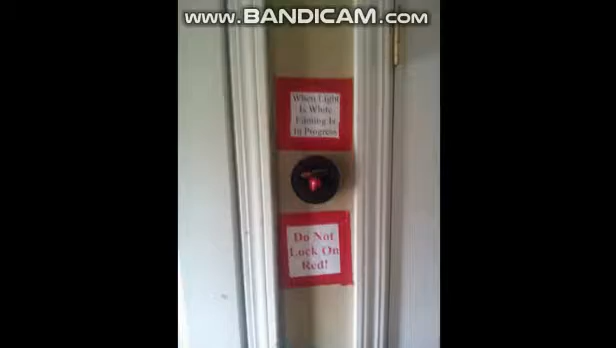 www.BANDICAM.com
When Light
Is White
Filming Is
In Progress
Do Not
Lock On
Red!